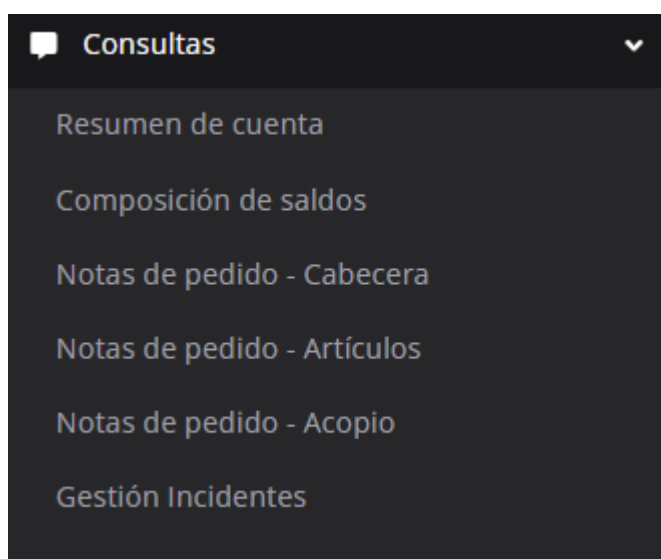 Consultas
Resumen de cuenta
Composición de saldos
Notas de pedido - Cabecera
Notas de pedido - Artículos
Notas de pedido - Acopio
Gestión Incidentes